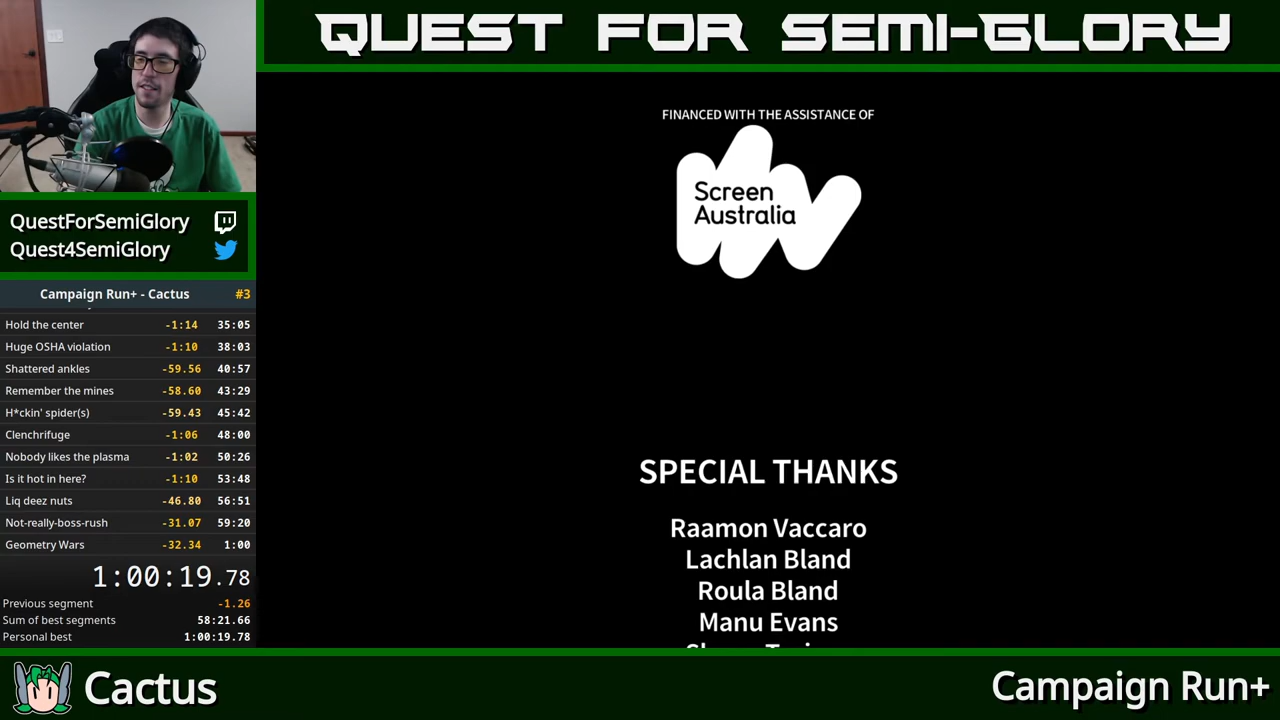 QUEST FOR SEMI-GLORY
QuestForSemiGlory
Quest4SemiGlory
Campaign Run+ - Cactus #3
Hold the center -1:14 35:05
Huge OSHA violation -1:10 38:03
Shattered ankles -59.56 40:57
Remember the mines -58.60 43:29
H*ckin' spider(s) -59.43 45:42
Clenchrifuge -1:06 48:00
Nobody likes the plasma -1:02 50:26
Is it hot in here? -1:10 53:48
Liq deez nuts -46.80 56:51
Not-really-boss-rush -31.07 59:20
Geometry Wars -32.34 1:00
1:00:19.78
Previous segment -1.26
Sum of best segments 58:21.66
Personal best 1:00:19.78
FINANCED WITH THE ASSISTANCE OF
Screen
Australia
SPECIAL THANKS
Raamon Vaccaro
Lachlan Bland
Roula Bland
Manu Evans
Cactus
Campaign Run+